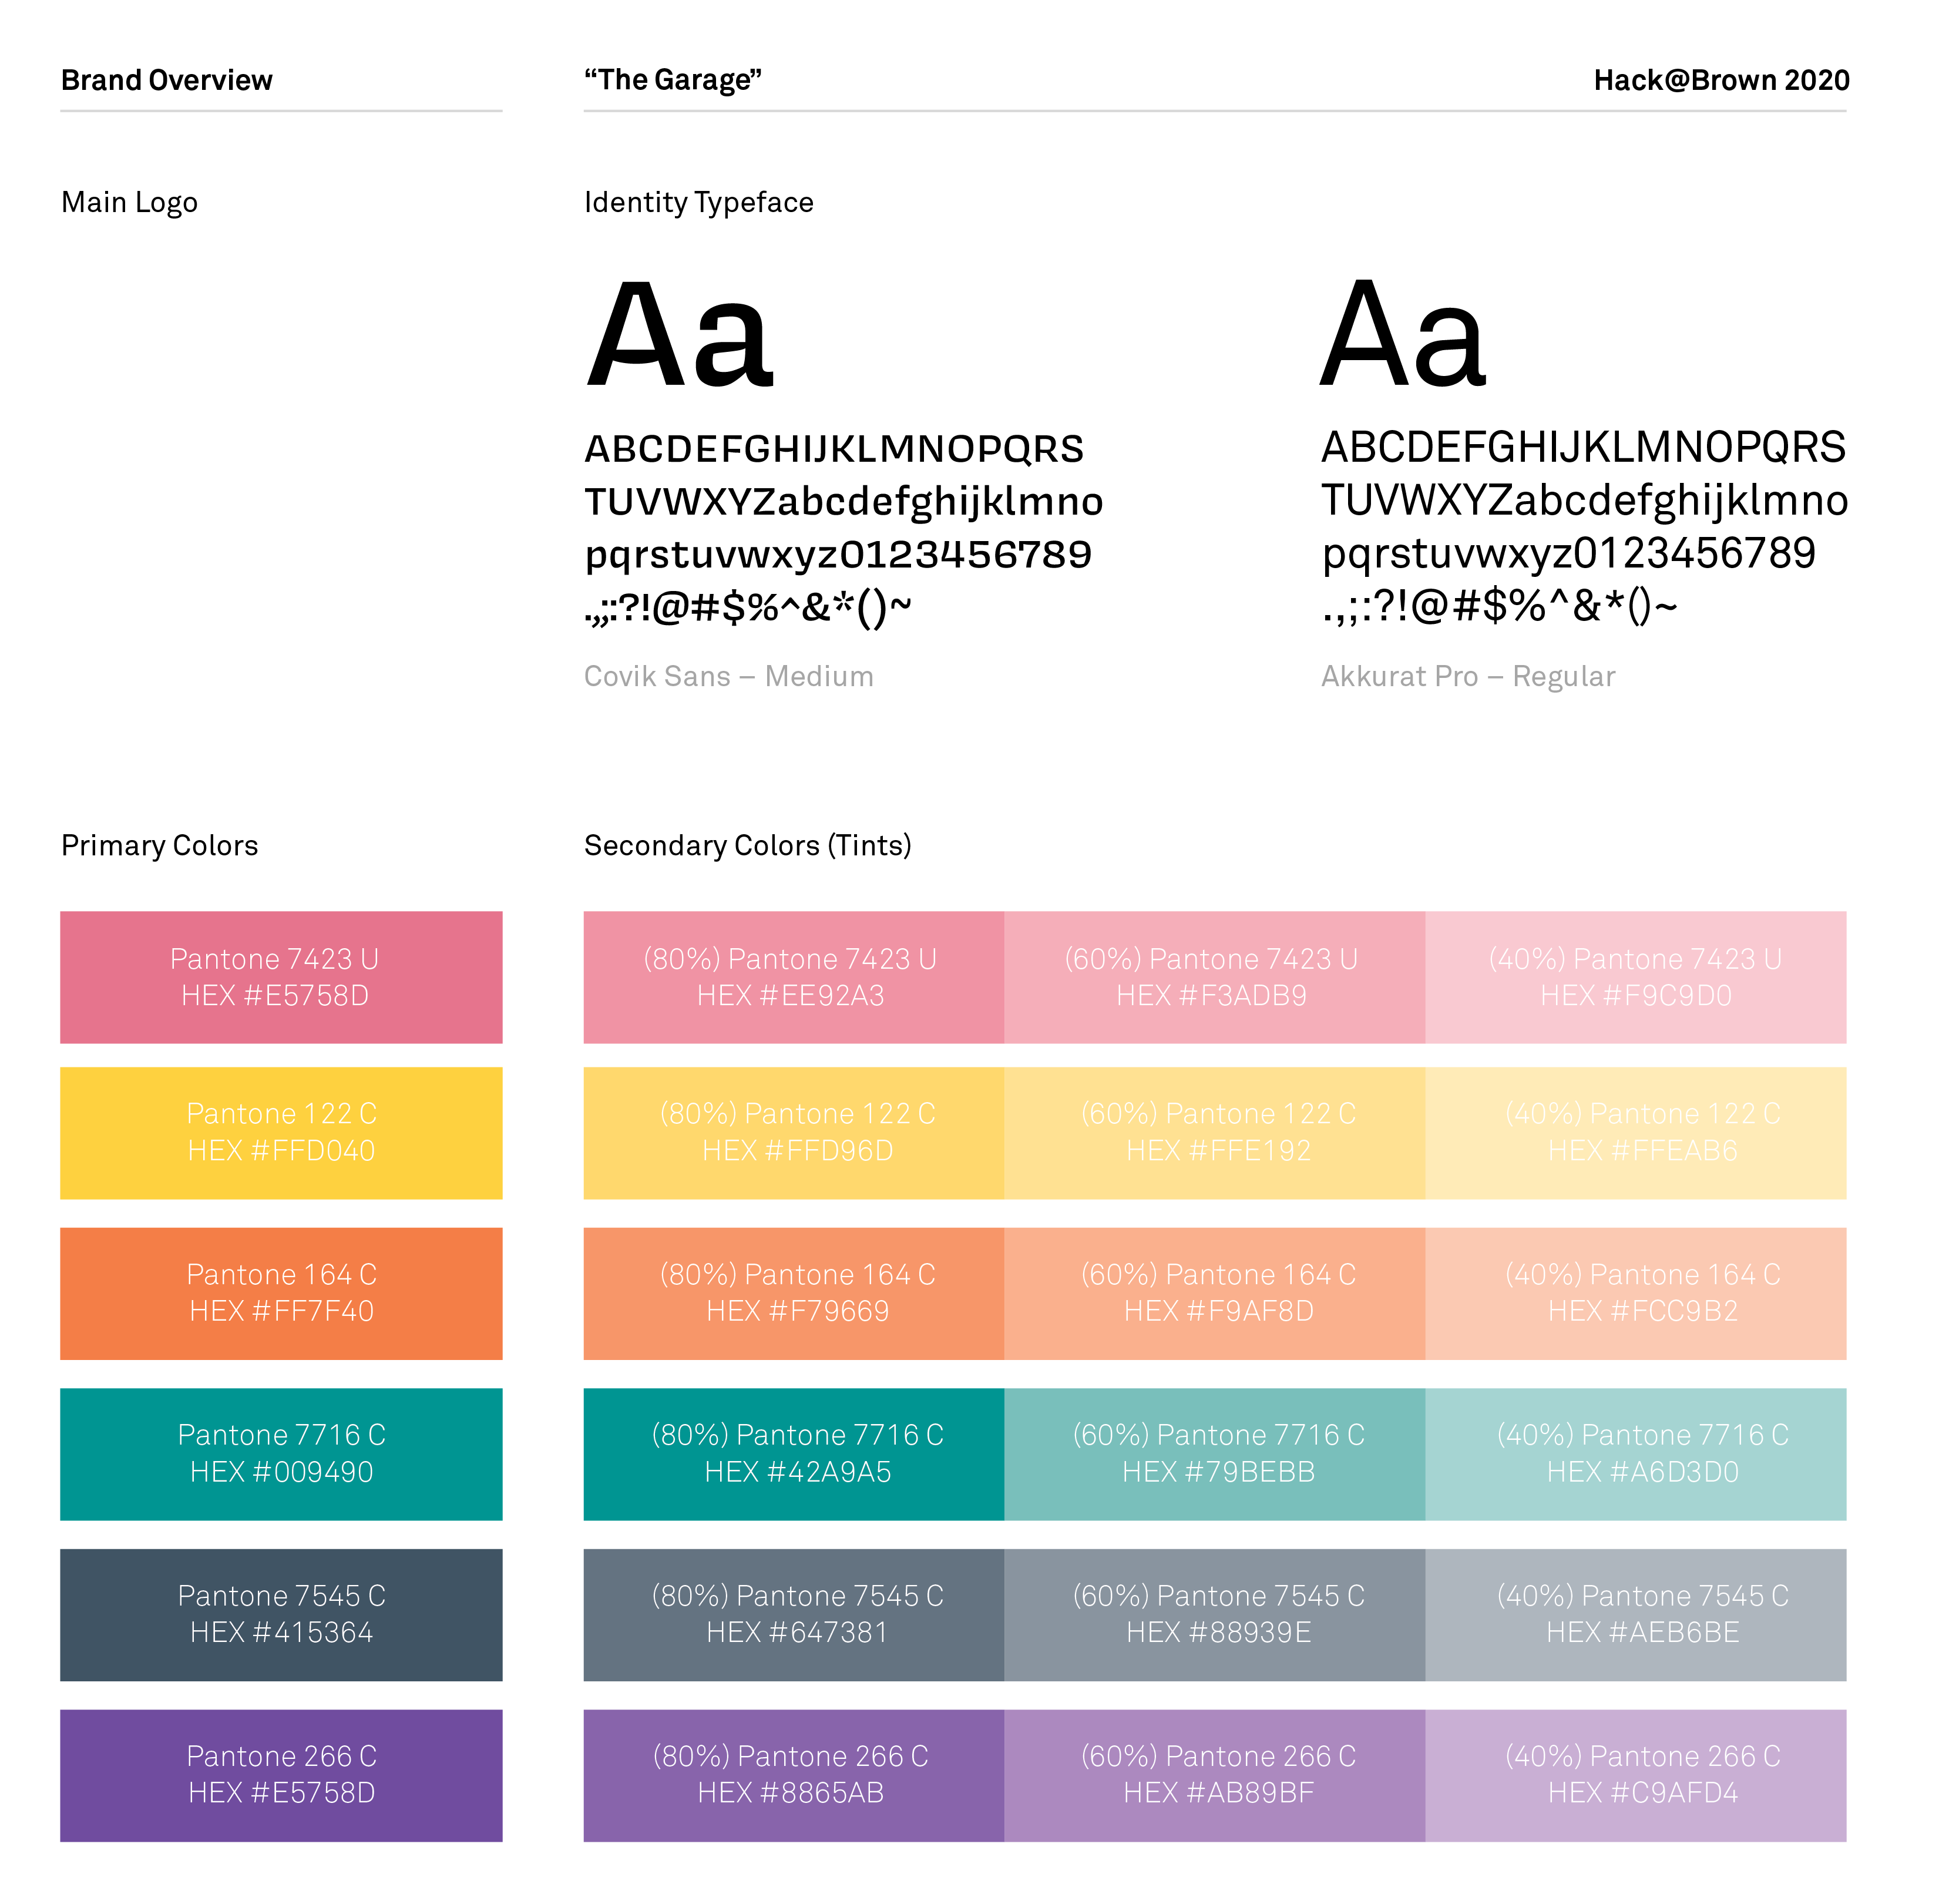 Brand Overview
“The Garage”
Hack@Brown 2020
Main Logo
Identity Typeface
Aa
ABCDEFGHIJKLMNOPQRS
TUVWXYZabcdefghijklmno
pqrstuvwxyz0123456789
.,;:?!@#$%^&*()~
Covik Sans – Medium
Aa
ABCDEFGHIJKLMNOPQRS
TUVWXYZabcdefghijklmno
pqrstuvwxyz0123456789
.,;:?!@#$%^&*()~
Akkurat Pro – Regular
Primary Colors
Secondary Colors (Tints)
Pantone 7423 U
HEX #E5758D
(80%) Pantone 7423 U
HEX #EE92A3
(60%) Pantone 7423 U
HEX #F3ADB9
(40%) Pantone 7423 U
HEX #F9C9D0
Pantone 122 C
HEX #FFD040
(80%) Pantone 122 C
HEX #FFD96D
(60%) Pantone 122 C
HEX #FFE192
(40%) Pantone 122 C
HEX #FFEAB6
Pantone 164 C
HEX #FF7F40
(80%) Pantone 164 C
HEX #F79669
(60%) Pantone 164 C
HEX #F9AF8D
(40%) Pantone 164 C
HEX #FCC9B2
Pantone 7716 C
HEX #009490
(80%) Pantone 7716 C
HEX #42A9A5
(60%) Pantone 7716 C
HEX #79BEBB
(40%) Pantone 7716 C
HEX #A6D3D0
Pantone 7545 C
HEX #415364
(80%) Pantone 7545 C
HEX #647381
(60%) Pantone 7545 C
HEX #88939E
(40%) Pantone 7545 C
HEX #AEB6BE
Pantone 266 C
HEX #E5758D
(80%) Pantone 266 C
HEX #8865AB
(60%) Pantone 266 C
HEX #AB89BF
(40%) Pantone 266 C
HEX #C9AFD4